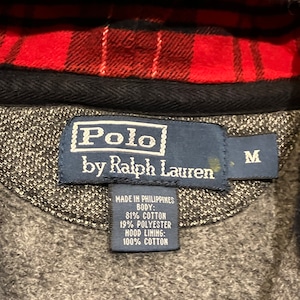 Polo
by Ralph Lauren
M
MADE IN PHILIPPINES
BODY:
81% COTTON
19% POLYESTER
HOOD LINING:
100% COTTON